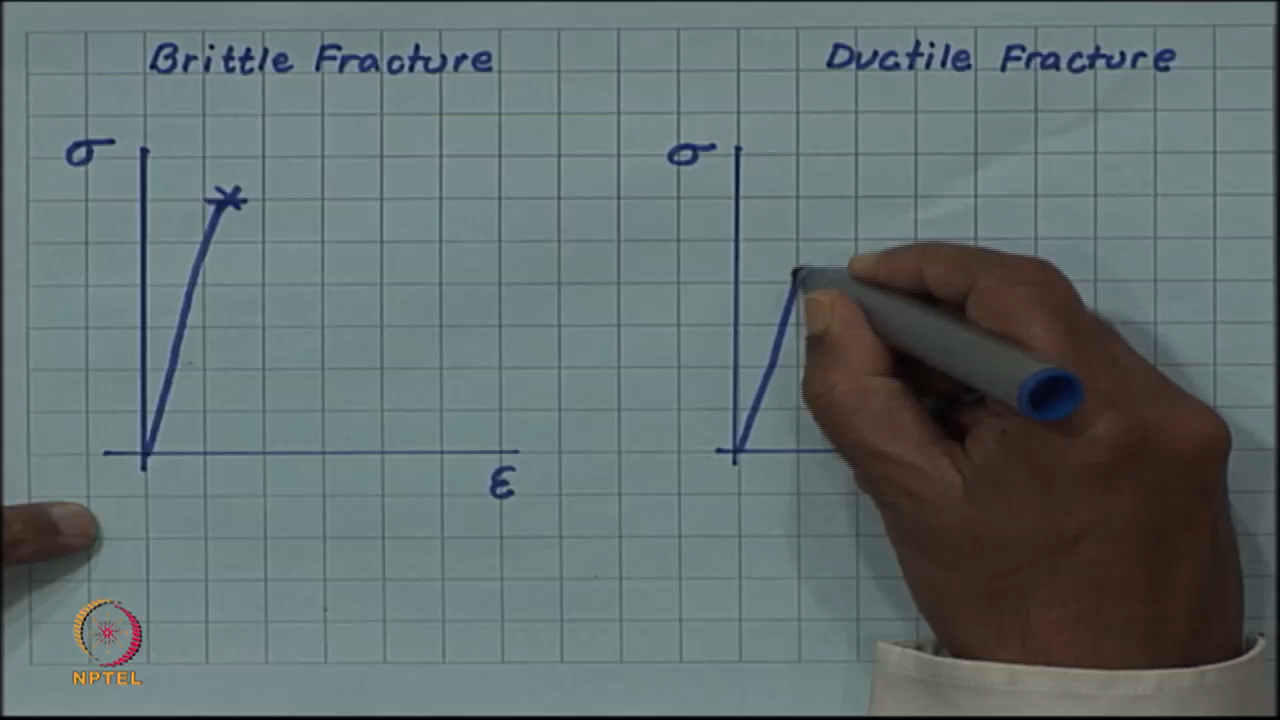 Brittle Fracture
Ductile Fracture
σ
σ
ε
NPTEL